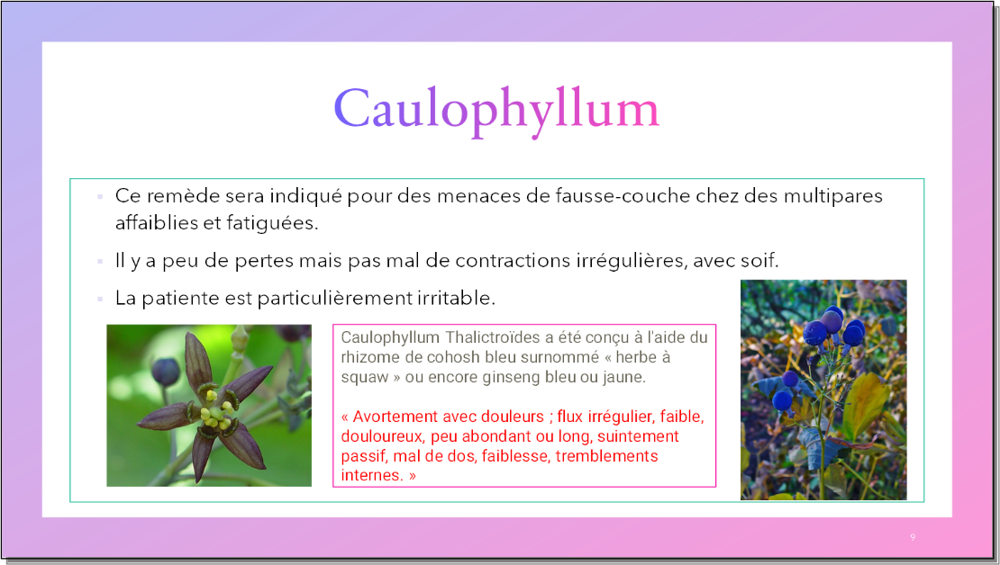 Caulophyllum
Ce remède sera indiqué pour des menaces de fausse-couche chez des multipares
affaiblies et fatiguées.
Il y a peu de pertes mais pas mal de contractions irrégulières, avec soif.
La patiente est particulièrement irritable.
Caulophyllum Thalictroïdes a été conçu à l'aide du
rhizome de cohosh bleu surnommé « herbe à
squaw » ou encore ginseng bleu ou jaune.
« Avortement avec douleurs ; flux irrégulier, faible,
douloureux, peu abondant ou long, suintement
passif, mal de dos, faiblesse, tremblements
internes. »
9